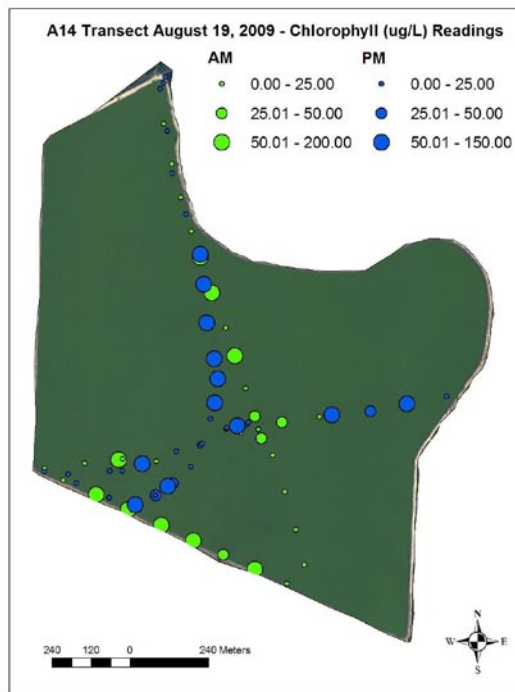 A14 Transect August 19, 2009 - Chlorophyll (ug/L) Readings
AM PM
0.00 - 25.00 0.00 - 25.00
25.01 - 50.00 25.01 - 50.00
50.01 - 200.00 50.01 - 150.00
N
W E
S
240 120 0 240 Meters